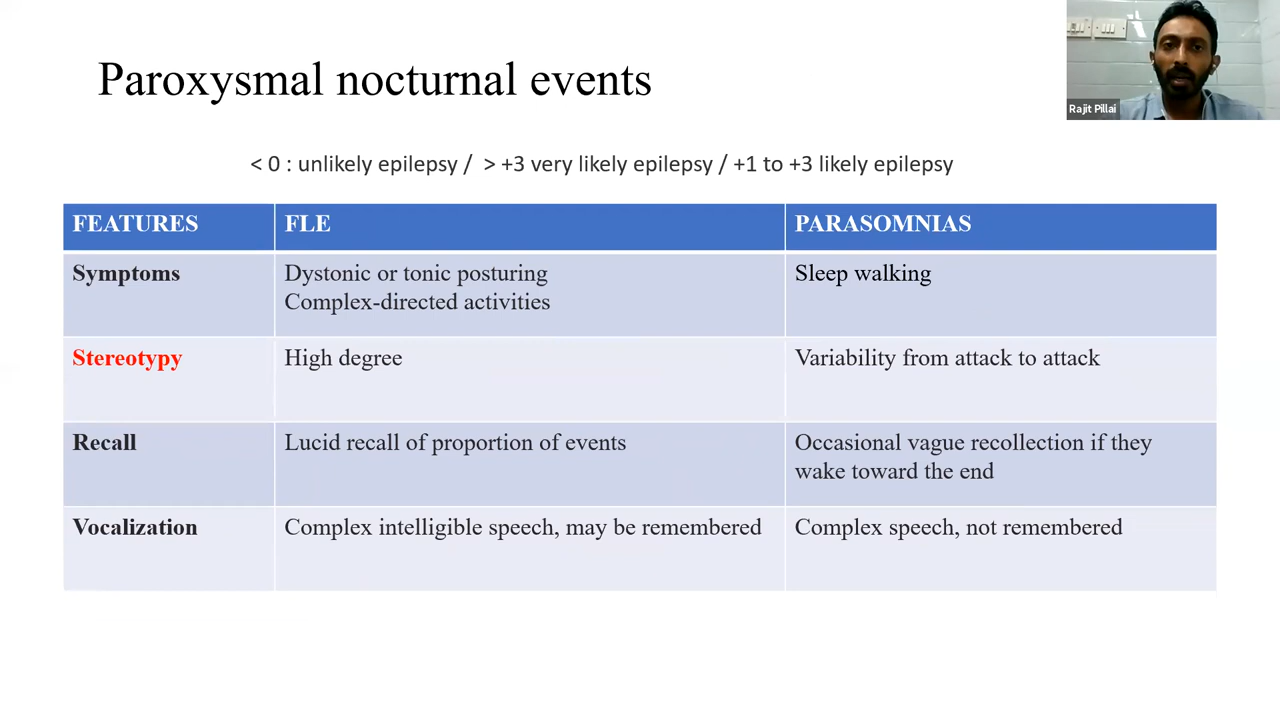 Rajit Pillai
Paroxysmal nocturnal events
< 0 : unlikely epilepsy / > +3 very likely epilepsy / +1 to +3 likely epilepsy
FEATURES FLE PARASOMNIAS
Symptoms Dystonic or tonic posturing Sleep walking
Complex-directed activities
Stereotypy High degree Variability from attack to attack
Recall Lucid recall of proportion of events Occasional vague recollection if they
wake toward the end
Vocalization Complex intelligible speech, may be remembered Complex speech, not remembered